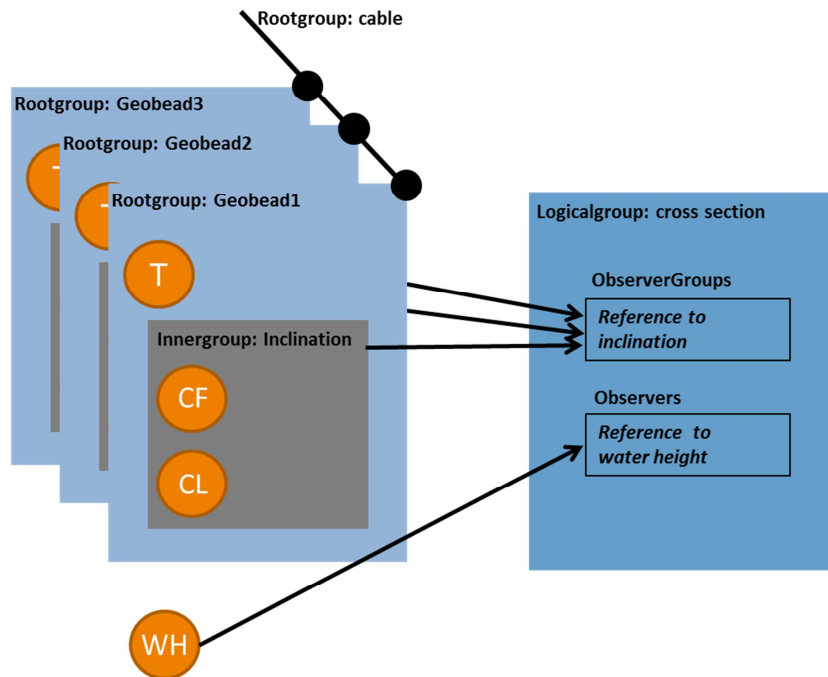 Rootgroup: cable
Rootgroup: Geobead3
Rootgroup: Geobead2
Rootgroup: Geobead1
T
Innergroup: Inclination
CF
CL
WH
Logicalgroup: cross section
ObserverGroups
Reference to
inclination
Observers
Reference to
water height